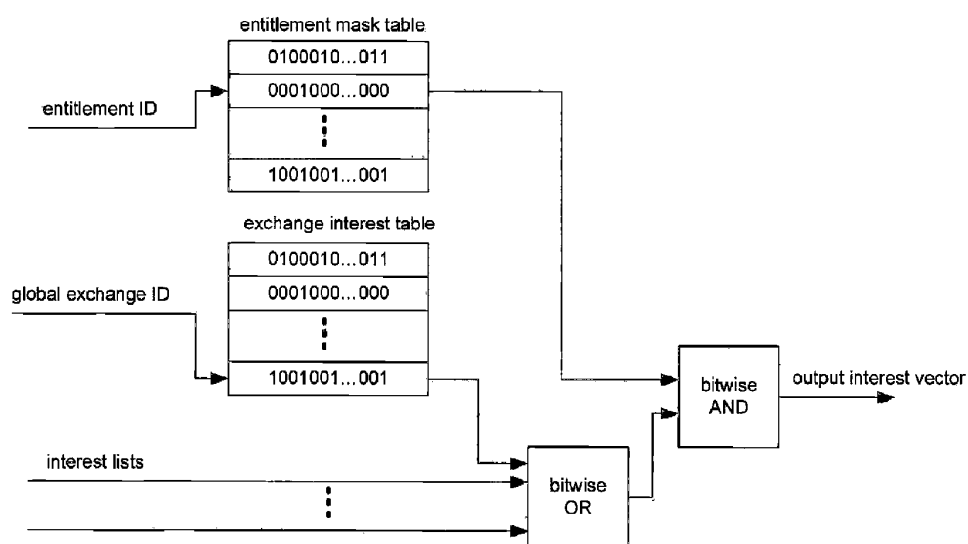 entitlement mask table
0100010...011
0001000...000
1001001...001
entitlement ID
exchange interest table
0100010...011
0001000...000
1001001...001
global exchange ID
interest lists
bitwise
OR
bitwise
AND
output interest vector